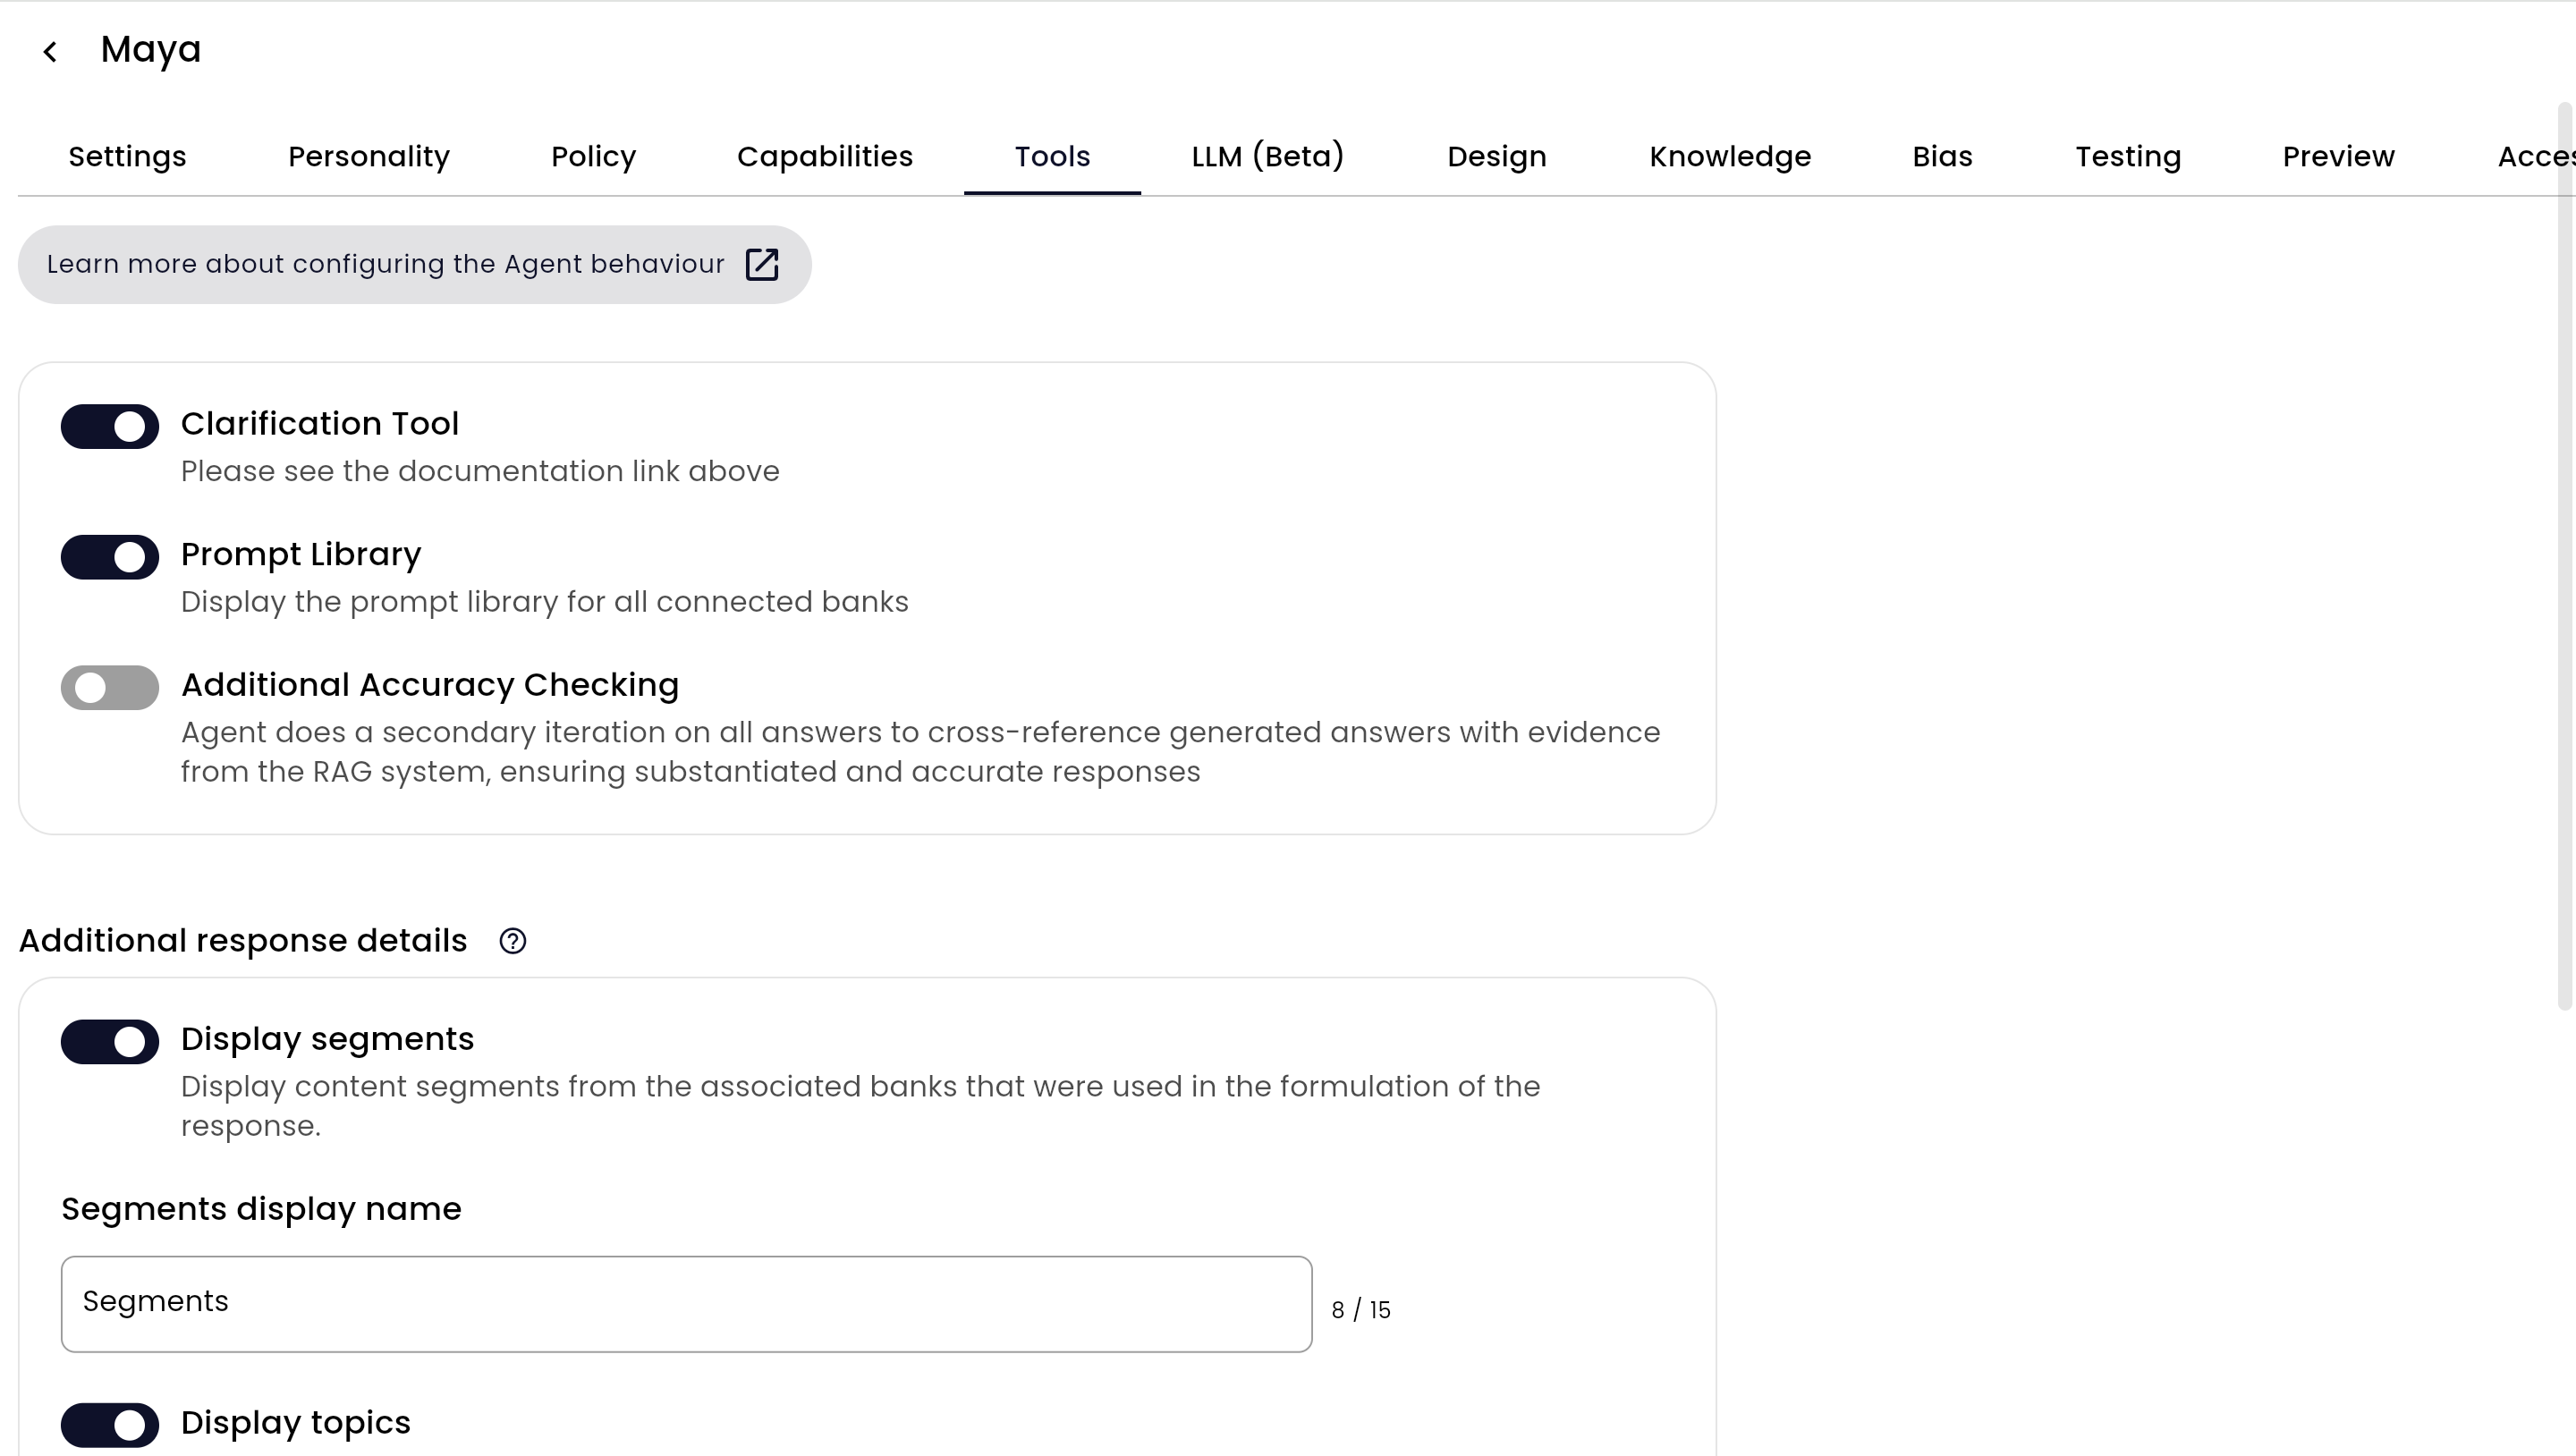 Maya
Settings Personality Policy Capabilities Tools LLM (Beta) Design Knowledge Bias Testing Preview
Learn more about configuring the Agent behaviour
Clarification Tool
Please see the documentation link above
Prompt Library
Display the prompt library for all connected banks
Additional Accuracy Checking
Agent does a secondary iteration on all answers to cross-reference generated answers with evidence
from the RAG system, ensuring substantiated and accurate responses
Additional response details
Display segments
Display content segments from the associated banks that were used in the formulation of the
response.
Segments display name
Segments
8 / 15
Display topics